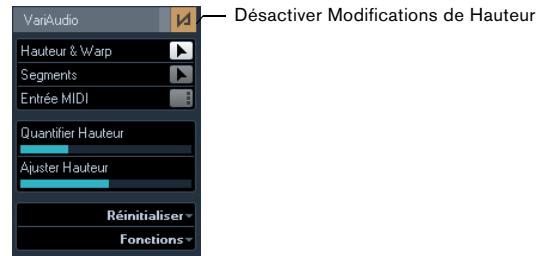 VariAudio
Désactiver Modifications de Hauteur
Hauteur & Warp
Segments
Entrée MIDI
Quantifier Hauteur
Ajuster Hauteur
Réinitialiser
Fonctions